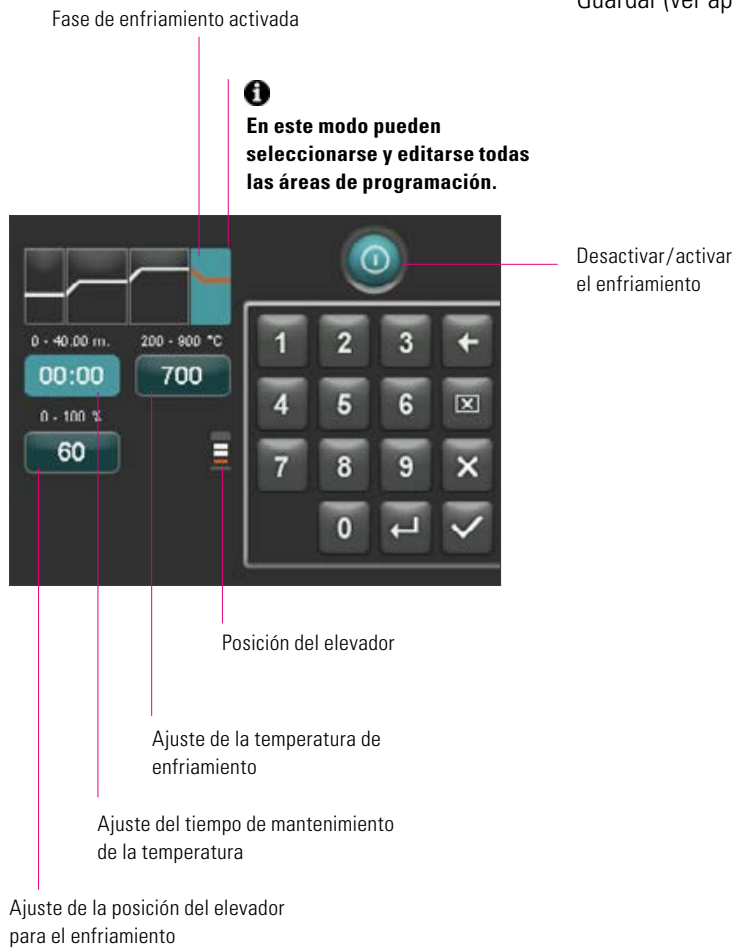 Guardar (ver ap
Fase de enfriamiento activada
En este modo pueden
seleccionarse y editarse todas
las áreas de programación.
Desactivar/activar
el enfriamiento
0 - 40.00 m.
200 - 900 °C
00:00
700
0 - 100 %
60
1 2 3
4 5 6
7 8 9
0
Posición del elevador
Ajuste de la temperatura de
enfriamiento
Ajuste del tiempo de mantenimiento
de la temperatura
Ajuste de la posición del elevador
para el enfriamiento